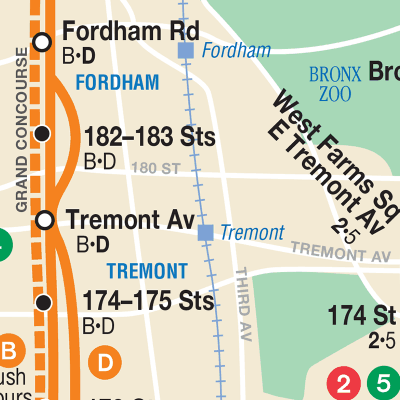 Fordham Rd
B•D
Fordham
FORDHAM
BRONX
ZOO
GRAND CONCOURSE
182–183 Sts
B•D
180 ST
West Farms Sq
E Tremont Av
2•5
Tremont Av
B•D
Tremont
TREMONT AV
TREMONT
174–175 Sts
B•D
THIRD AV
174 St
2•5
B
D
2
5